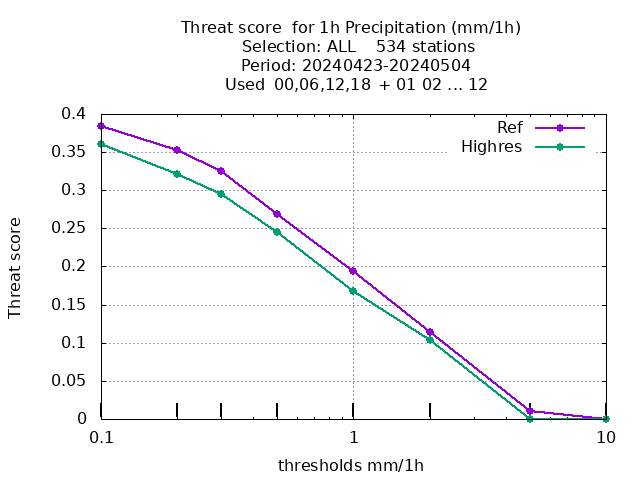 Threat score for 1h Precipitation (mm/1h)
Selection: ALL 534 stations
Period: 20240423-20240504
Used 00,06,12,18 + 01 02 ... 12
Ref
Highres
0.4
0.35
0.3
0.25
0.2
0.15
0.1
0.05
0
Threat score
0.1
1
10
thresholds mm/1h